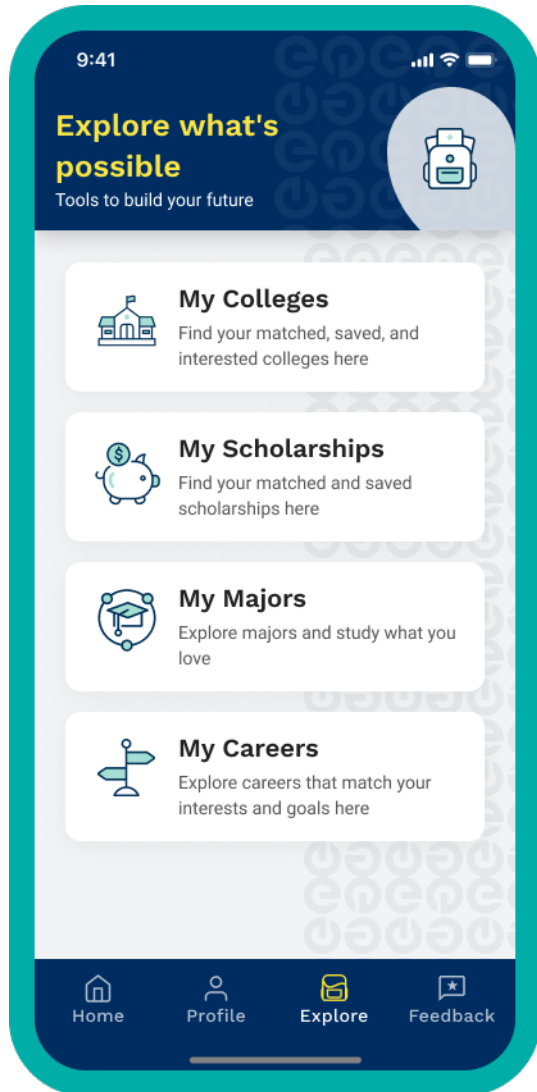 9:41
Explore what's
possible
Tools to build your future
My Colleges
Find your matched, saved, and
interested colleges here
$
My Scholarships
Find your matched and saved
scholarships here
My Majors
Explore majors and study what you
love
My Careers
Explore careers that match your
interests and goals here
Home
Profile
Explore
Feedback